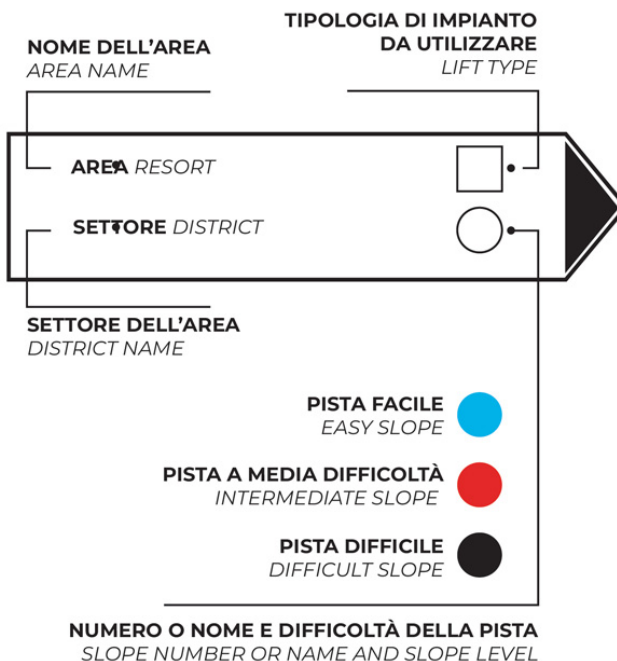 NOME DELL'AREA
AREA NAME
TIPOLOGIA DI IMPIANTO
DA UTILIZZARE
LIFT TYPE
AREA RESORT
SETTORE DISTRICT
SETTORE DELL'AREA
DISTRICT NAME
PISTA FACILE
EASY SLOPE
PISTA A MEDIA DIFFICOLTÀ
INTERMEDIATE SLOPE
PISTA DIFFICILE
DIFFICULT SLOPE
NUMERO O NOME E DIFFICOLTÀ DELLA PISTA
SLOPE NUMBER OR NAME AND SLOPE LEVEL